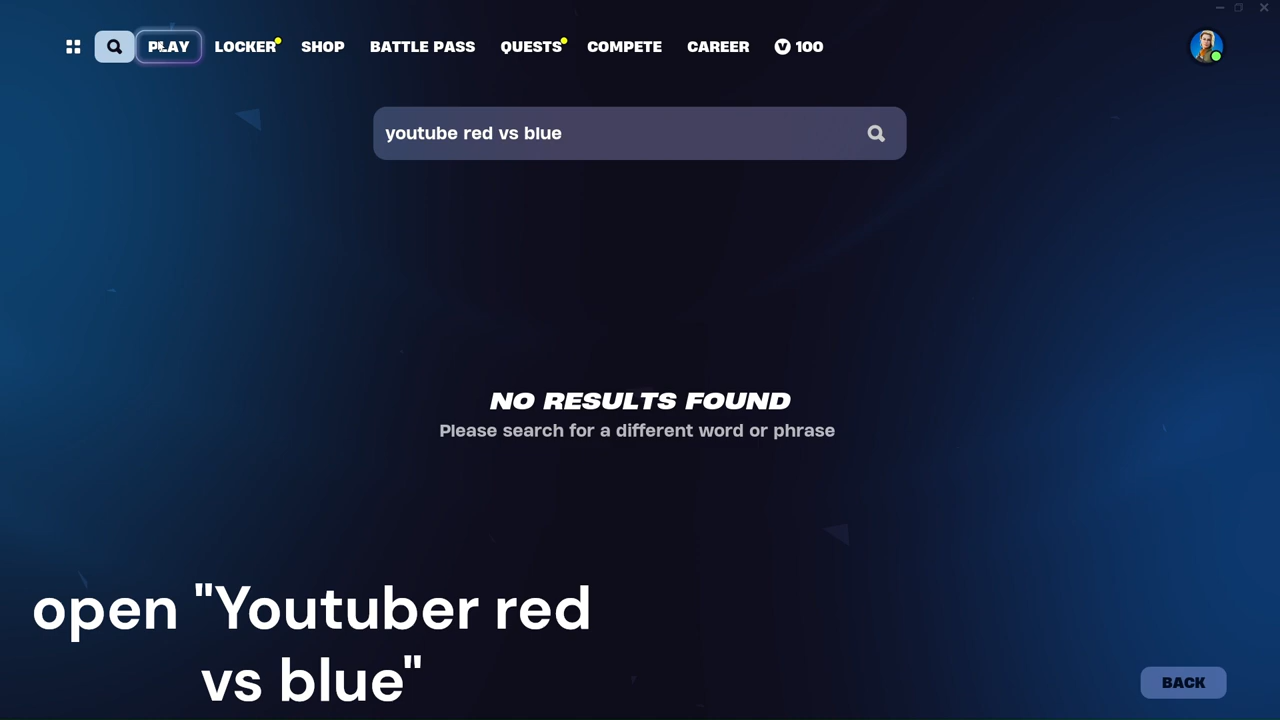 PLAY LOCKER SHOP BATTLE PASS QUESTS COMPETE CAREER V 100
youtube red vs blue
NO RESULTS FOUND
Please search for a different word or phrase
open "Youtuber red
vs blue"
BACK